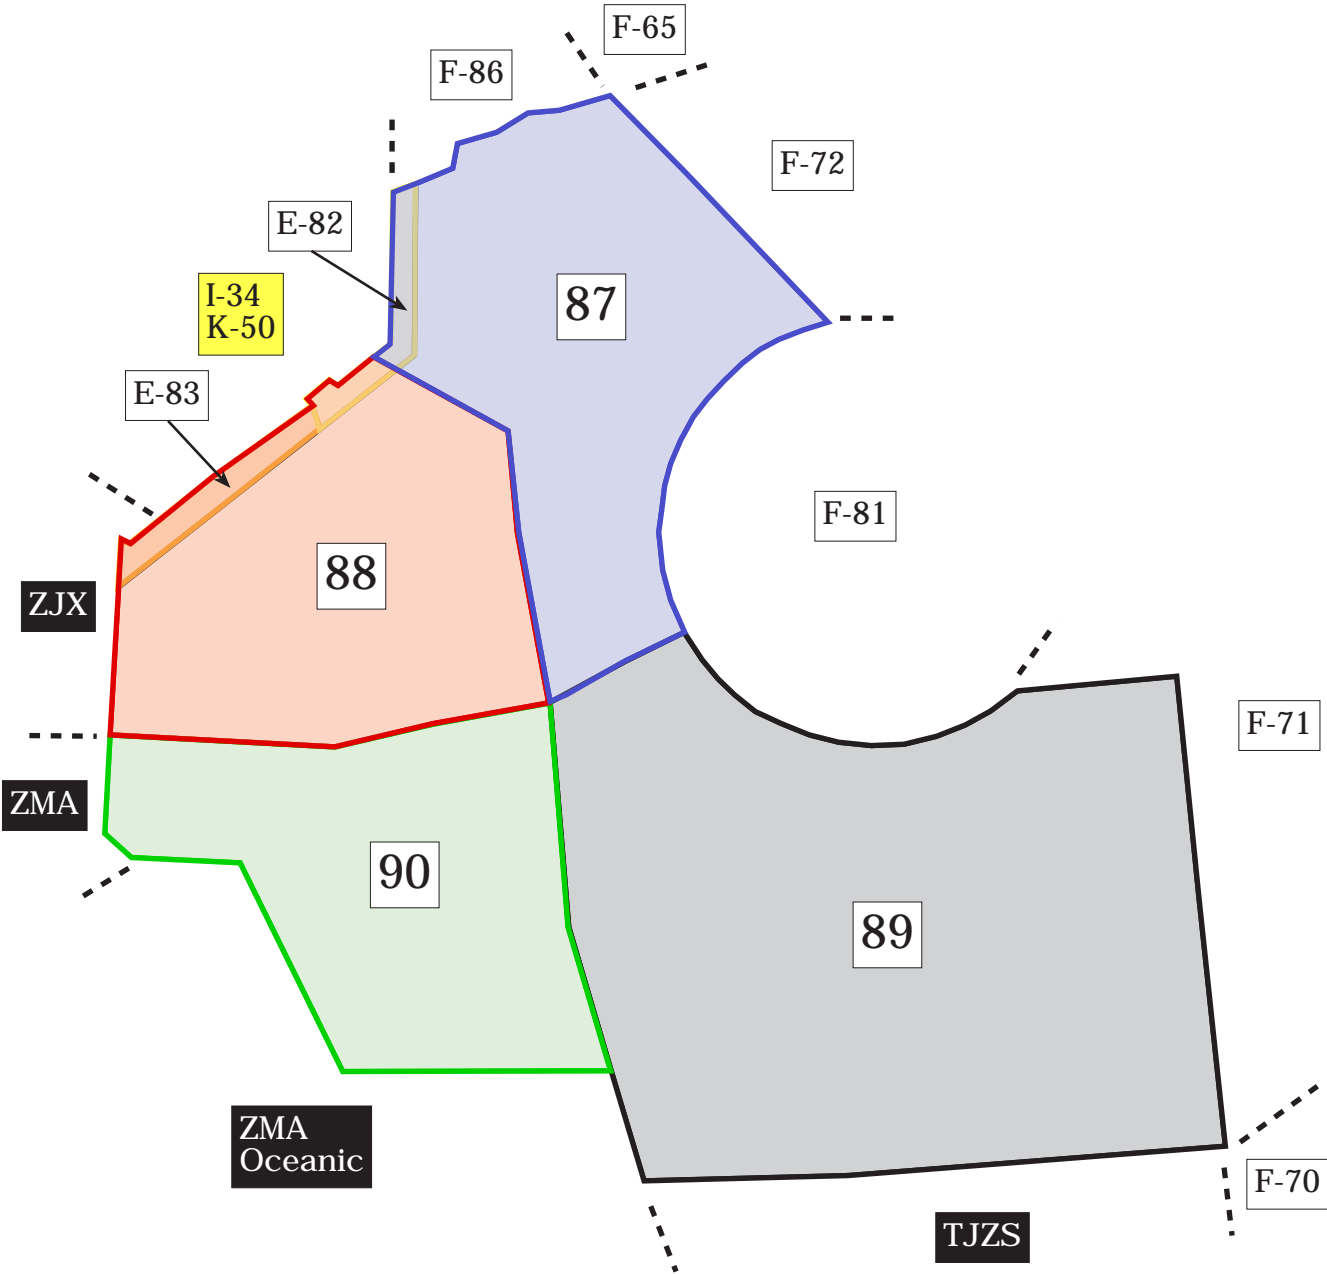 F-65
F-86
F-72
E-82
I-34
K-50
87
E-83
F-81
88
ZJX
F-71
ZMA
90
89
ZMA
Oceanic
F-70
TJZS